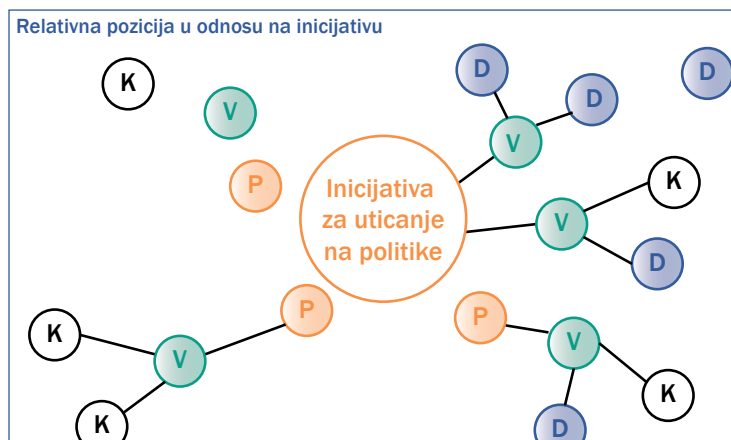 Relativna pozicija u odnosu na inicijativu
K
V
P
D
D
D
V
Inicijativa
za uticanje
na politike
K
V
D
P
P
V
K
V
K
K
D